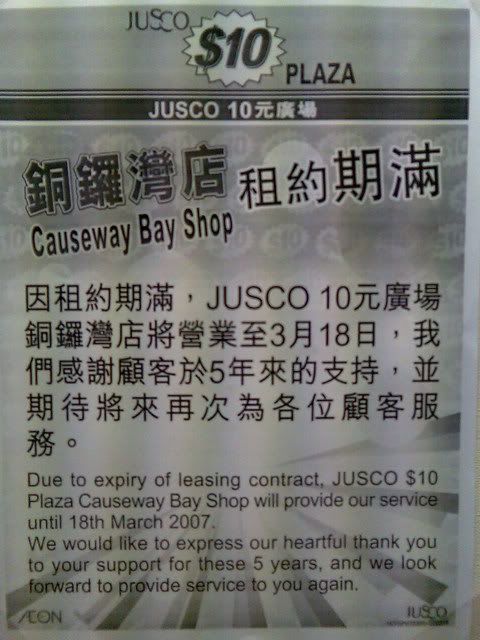 JUSCO
$10
PLAZA
JUSCO 10元廣場
銅鑼灣店 租約期滿
Causeway Bay Shop
因租約期滿，JUSCO 10元廣場
銅鑼灣店將營業至3月18日，我
們感謝顧客於5年來的支持，並
期待將來再次為各位顧客服
務。
Due to expiry of leasing contract, JUSCO $10
Plaza Causeway Bay Shop will provide our service
until 18th March 2007.
We would like to express our heartful thank you
to your support for these 5 years, and we look
forward to provide service to you again.
ÆON JUSCO